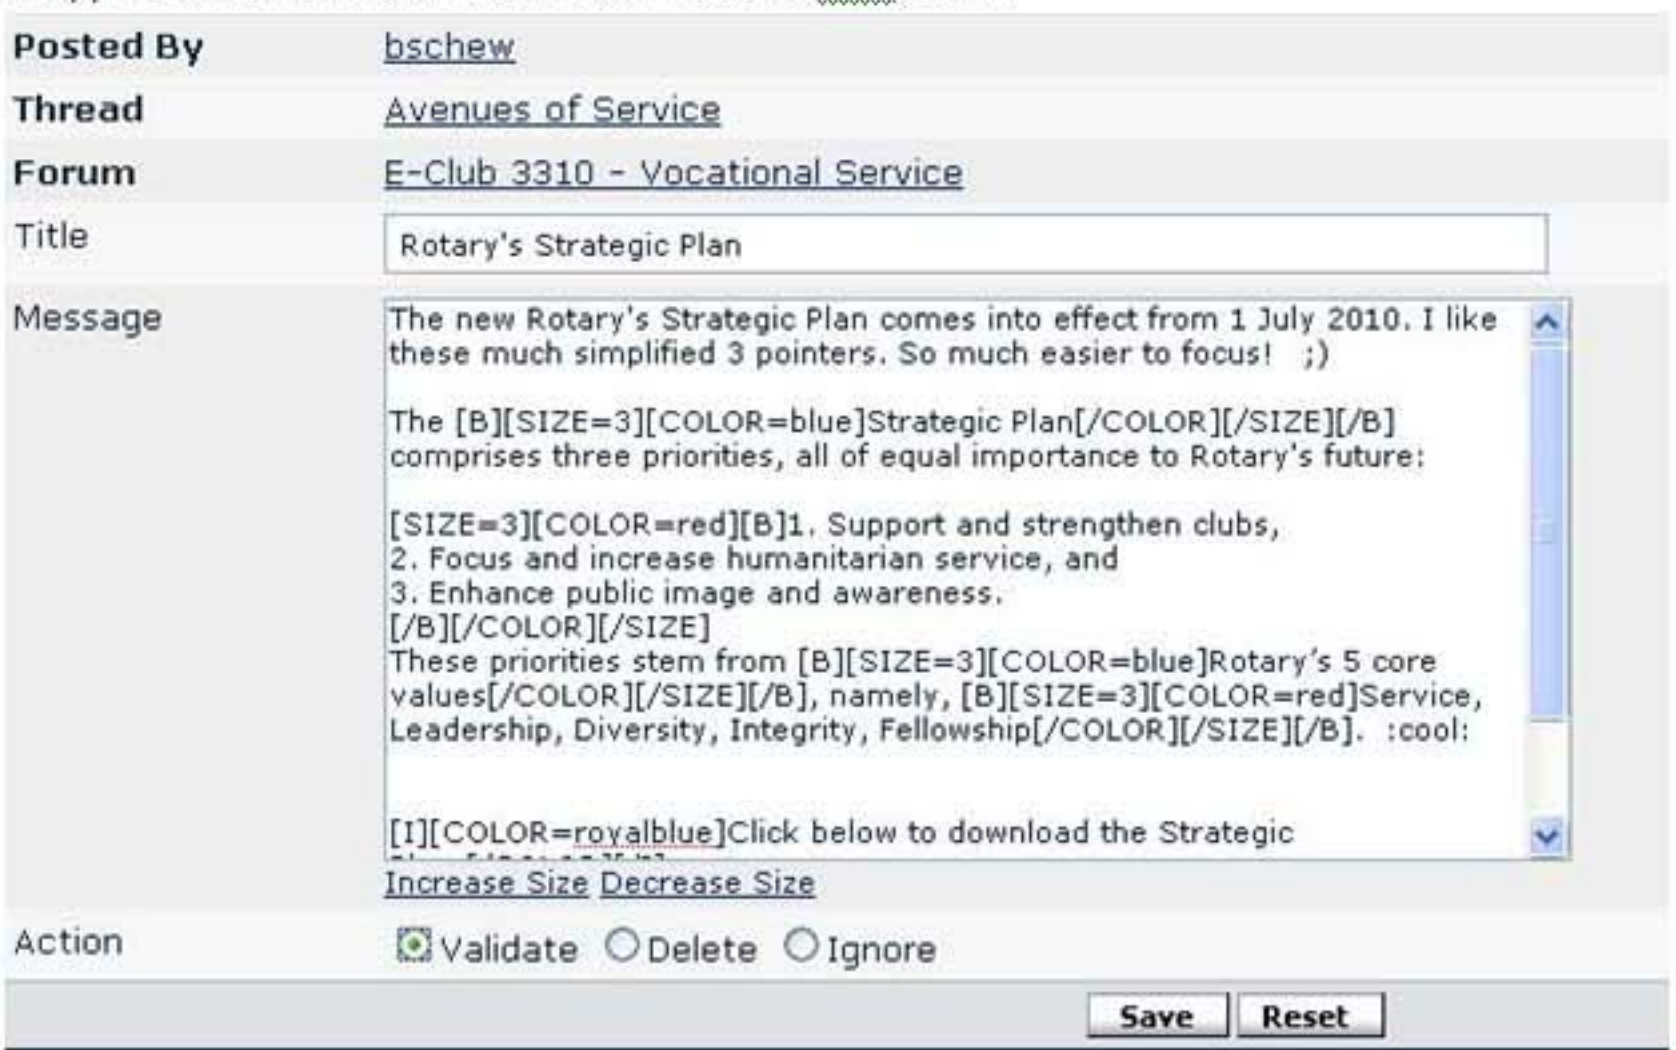 Posted By bschew
Thread Avenues of Service
Forum E-Club 3310 - Vocational Service
Title Rotary's Strategic Plan
Message
The new Rotary's Strategic Plan comes into effect from 1 July 2010. I like
these much simplified 3 pointers. So much easier to focus! ;)
The [B][SIZE=3][COLOR=blue]Strategic Plan[/COLOR][/SIZE][/B]
comprises three priorities, all of equal importance to Rotary's future:
[SIZE=3][COLOR=red][B]1. Support and strengthen clubs,
2. Focus and increase humanitarian service, and
3. Enhance public image and awareness.
[/B][/COLOR][/SIZE]
These priorities stem from [B][SIZE=3][COLOR=blue]Rotary’s 5 core
values[/COLOR][/SIZE][/B], namely, [B][SIZE=3][COLOR=red]Service,
Leadership, Diversity, Integrity, Fellowship[/COLOR][/SIZE][/B]. :cool:
[I][COLOR=royalblue]Click below to download the Strategic
Increase Size Decrease Size
Action Validate Delete Ignore
Save Reset